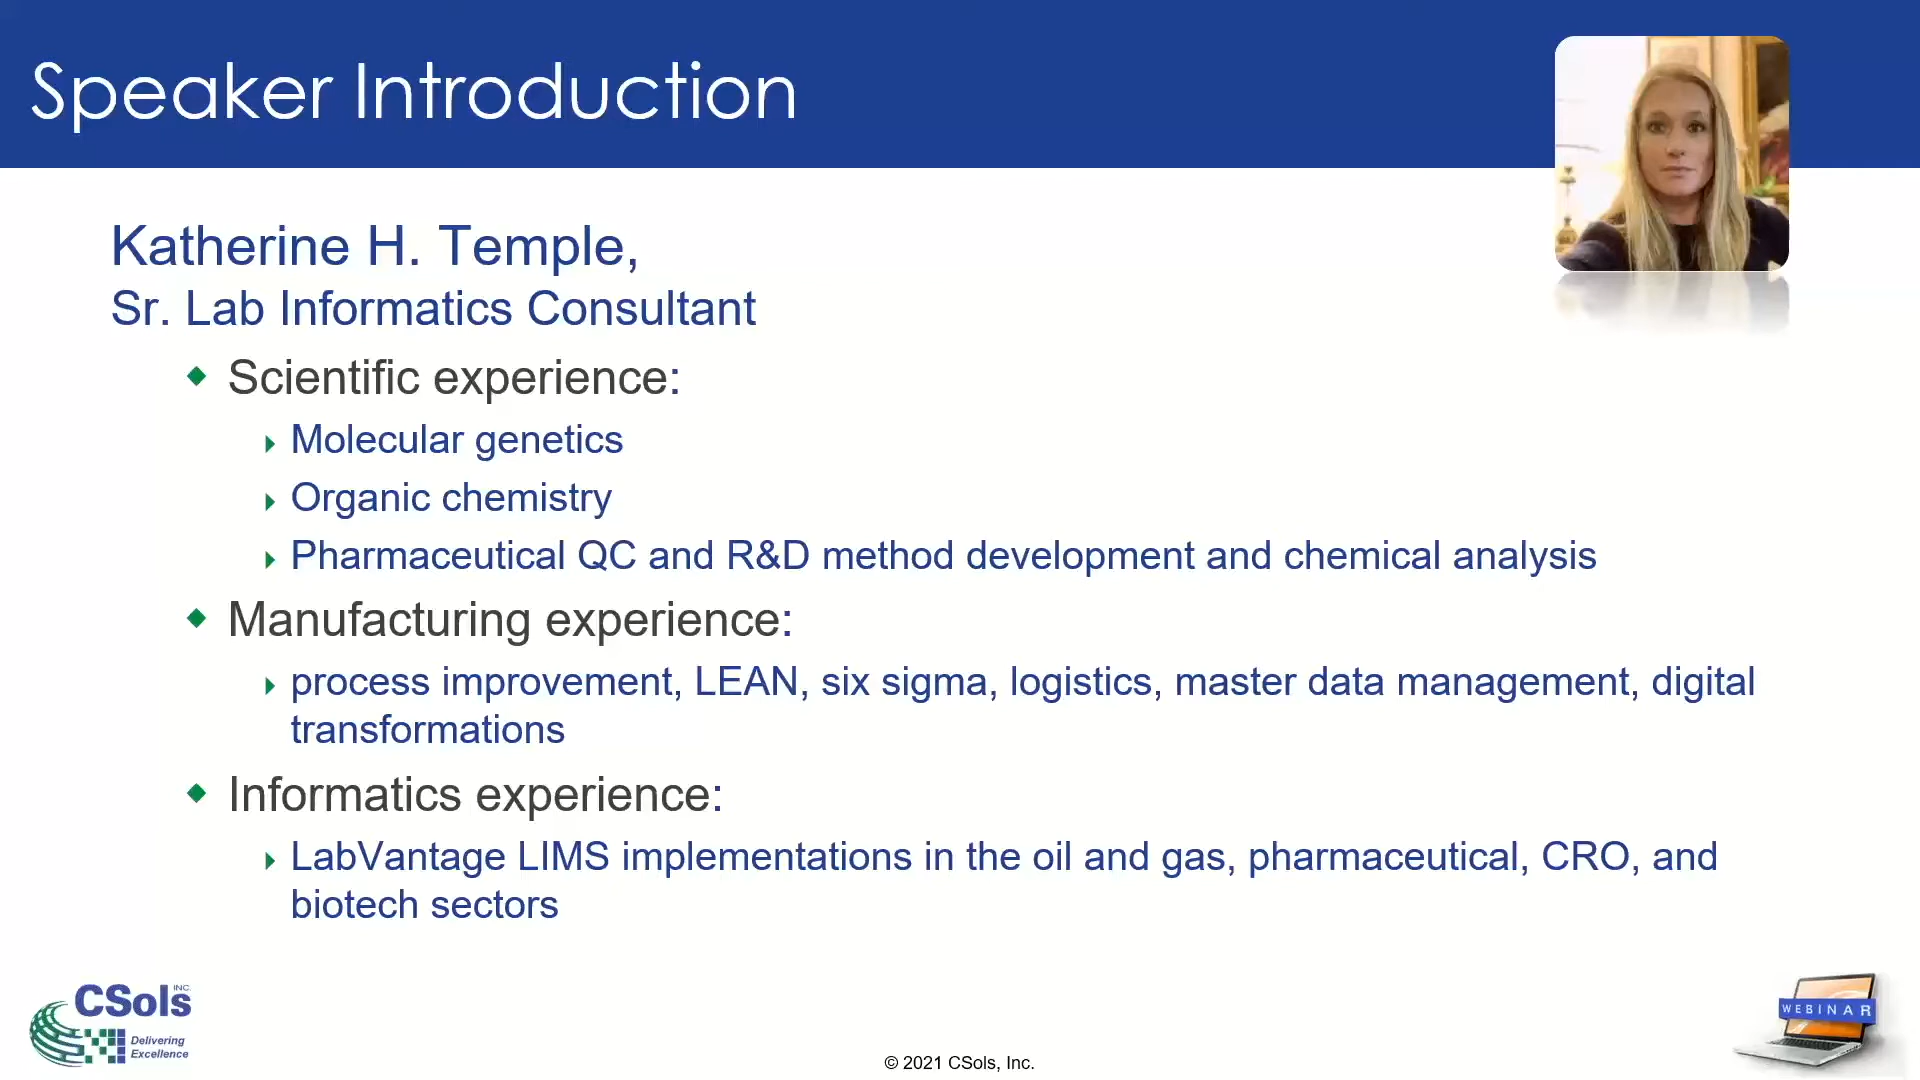 Speaker Introduction
Katherine H. Temple,
Sr. Lab Informatics Consultant
Scientific experience:
Molecular genetics
Organic chemistry
Pharmaceutical QC and R&D method development and chemical analysis
Manufacturing experience:
process improvement, LEAN, six sigma, logistics, master data management, digital
transformations
Informatics experience:
LabVantage LIMS implementations in the oil and gas, pharmaceutical, CRO, and
biotech sectors
CSols INC.
Delivering
Excellence
© 2021 CSols, Inc.
WEBINAR